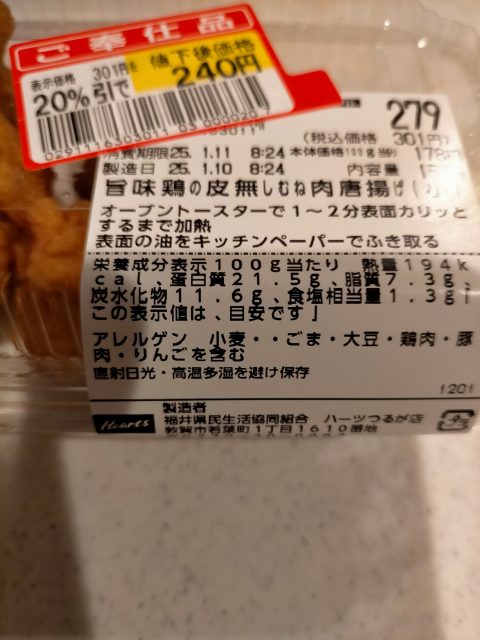 ご奉仕品
表示価格 301円を 値下後価格
20%引で 240円
0291116303011 03 0000020
279
(税込価格 301円)
消費期限25.1.11 8:24 本体価格100g当り 178円
製造日 25.1.10 8:24 内容量
旨味鶏の皮無しむね肉唐揚げ
オーブントースターで1~2分表面カリッと
するまで加熱
表面の油をキッチンペーパーでふき取る
栄養成分表示100g当たり 熱量194k
cal、蛋白質21.5g、脂質7.3g、
炭水化物11.6g、食塩相当量1.3g「
この表示値は、目安です」
アレルゲン 小麦・・ごま・大豆・鶏肉・豚
肉・りんごを含む
直射日光・高温多湿を避け保存
1201
製造者
Hearts 福井県民生活協同組合 ハーツつるが店
敦賀市若葉町1丁目1610番地
プラ